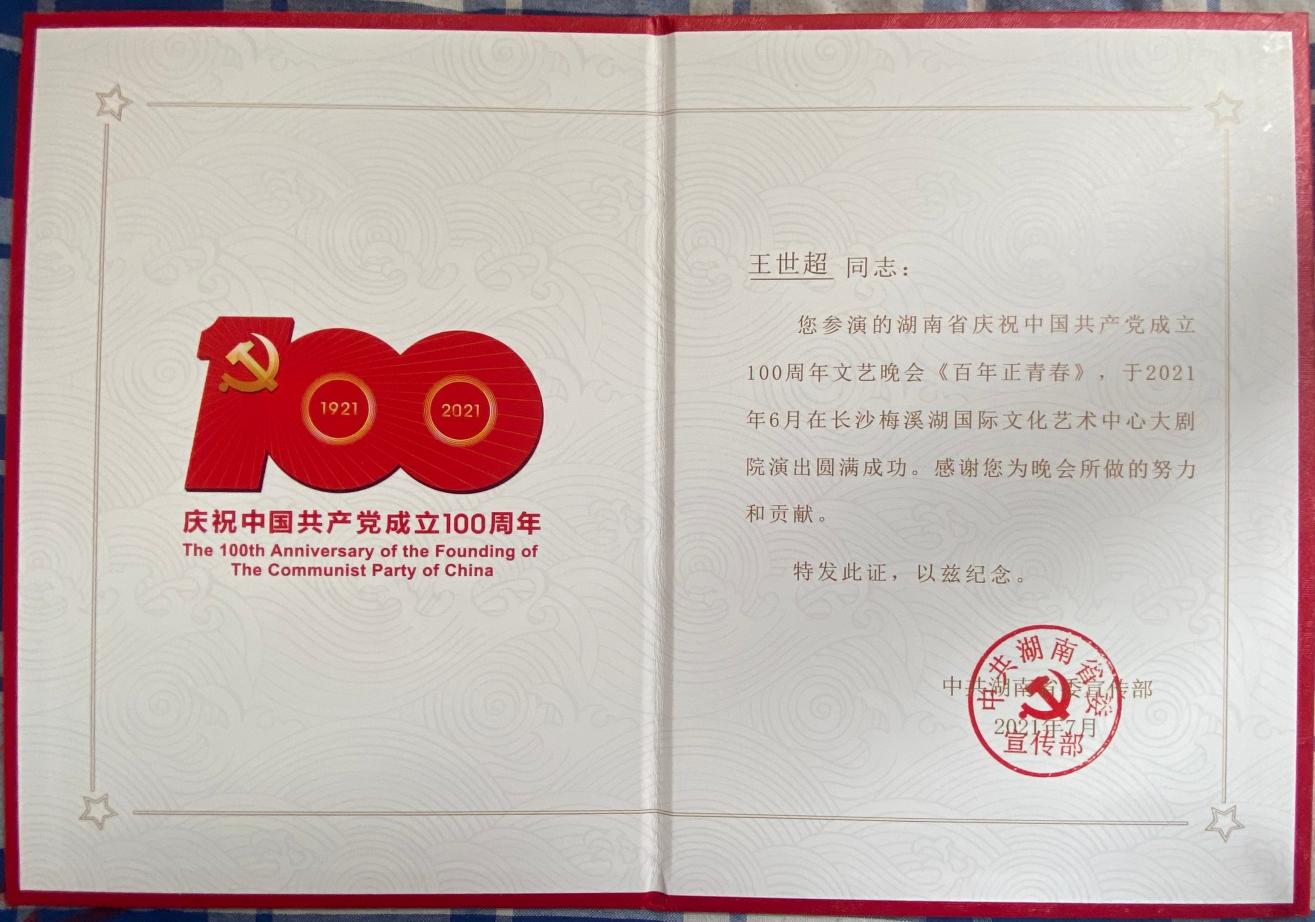 1921
2021
庆祝中国共产党成立100周年
The 100th Anniversary of the Founding of
The Communist Party of China
王世超 同志：
您参演的湖南省庆祝中国共产党成立
100周年文艺晚会《百年正青春》，于2021
年6月在长沙梅溪湖国际文化艺术中心大剧
院演出圆满成功。感谢您为晚会所做的努力
和贡献。
特发此证，以兹纪念。
中共湖南省委宣传部
2021年7月
中共湖南省委
宣传部